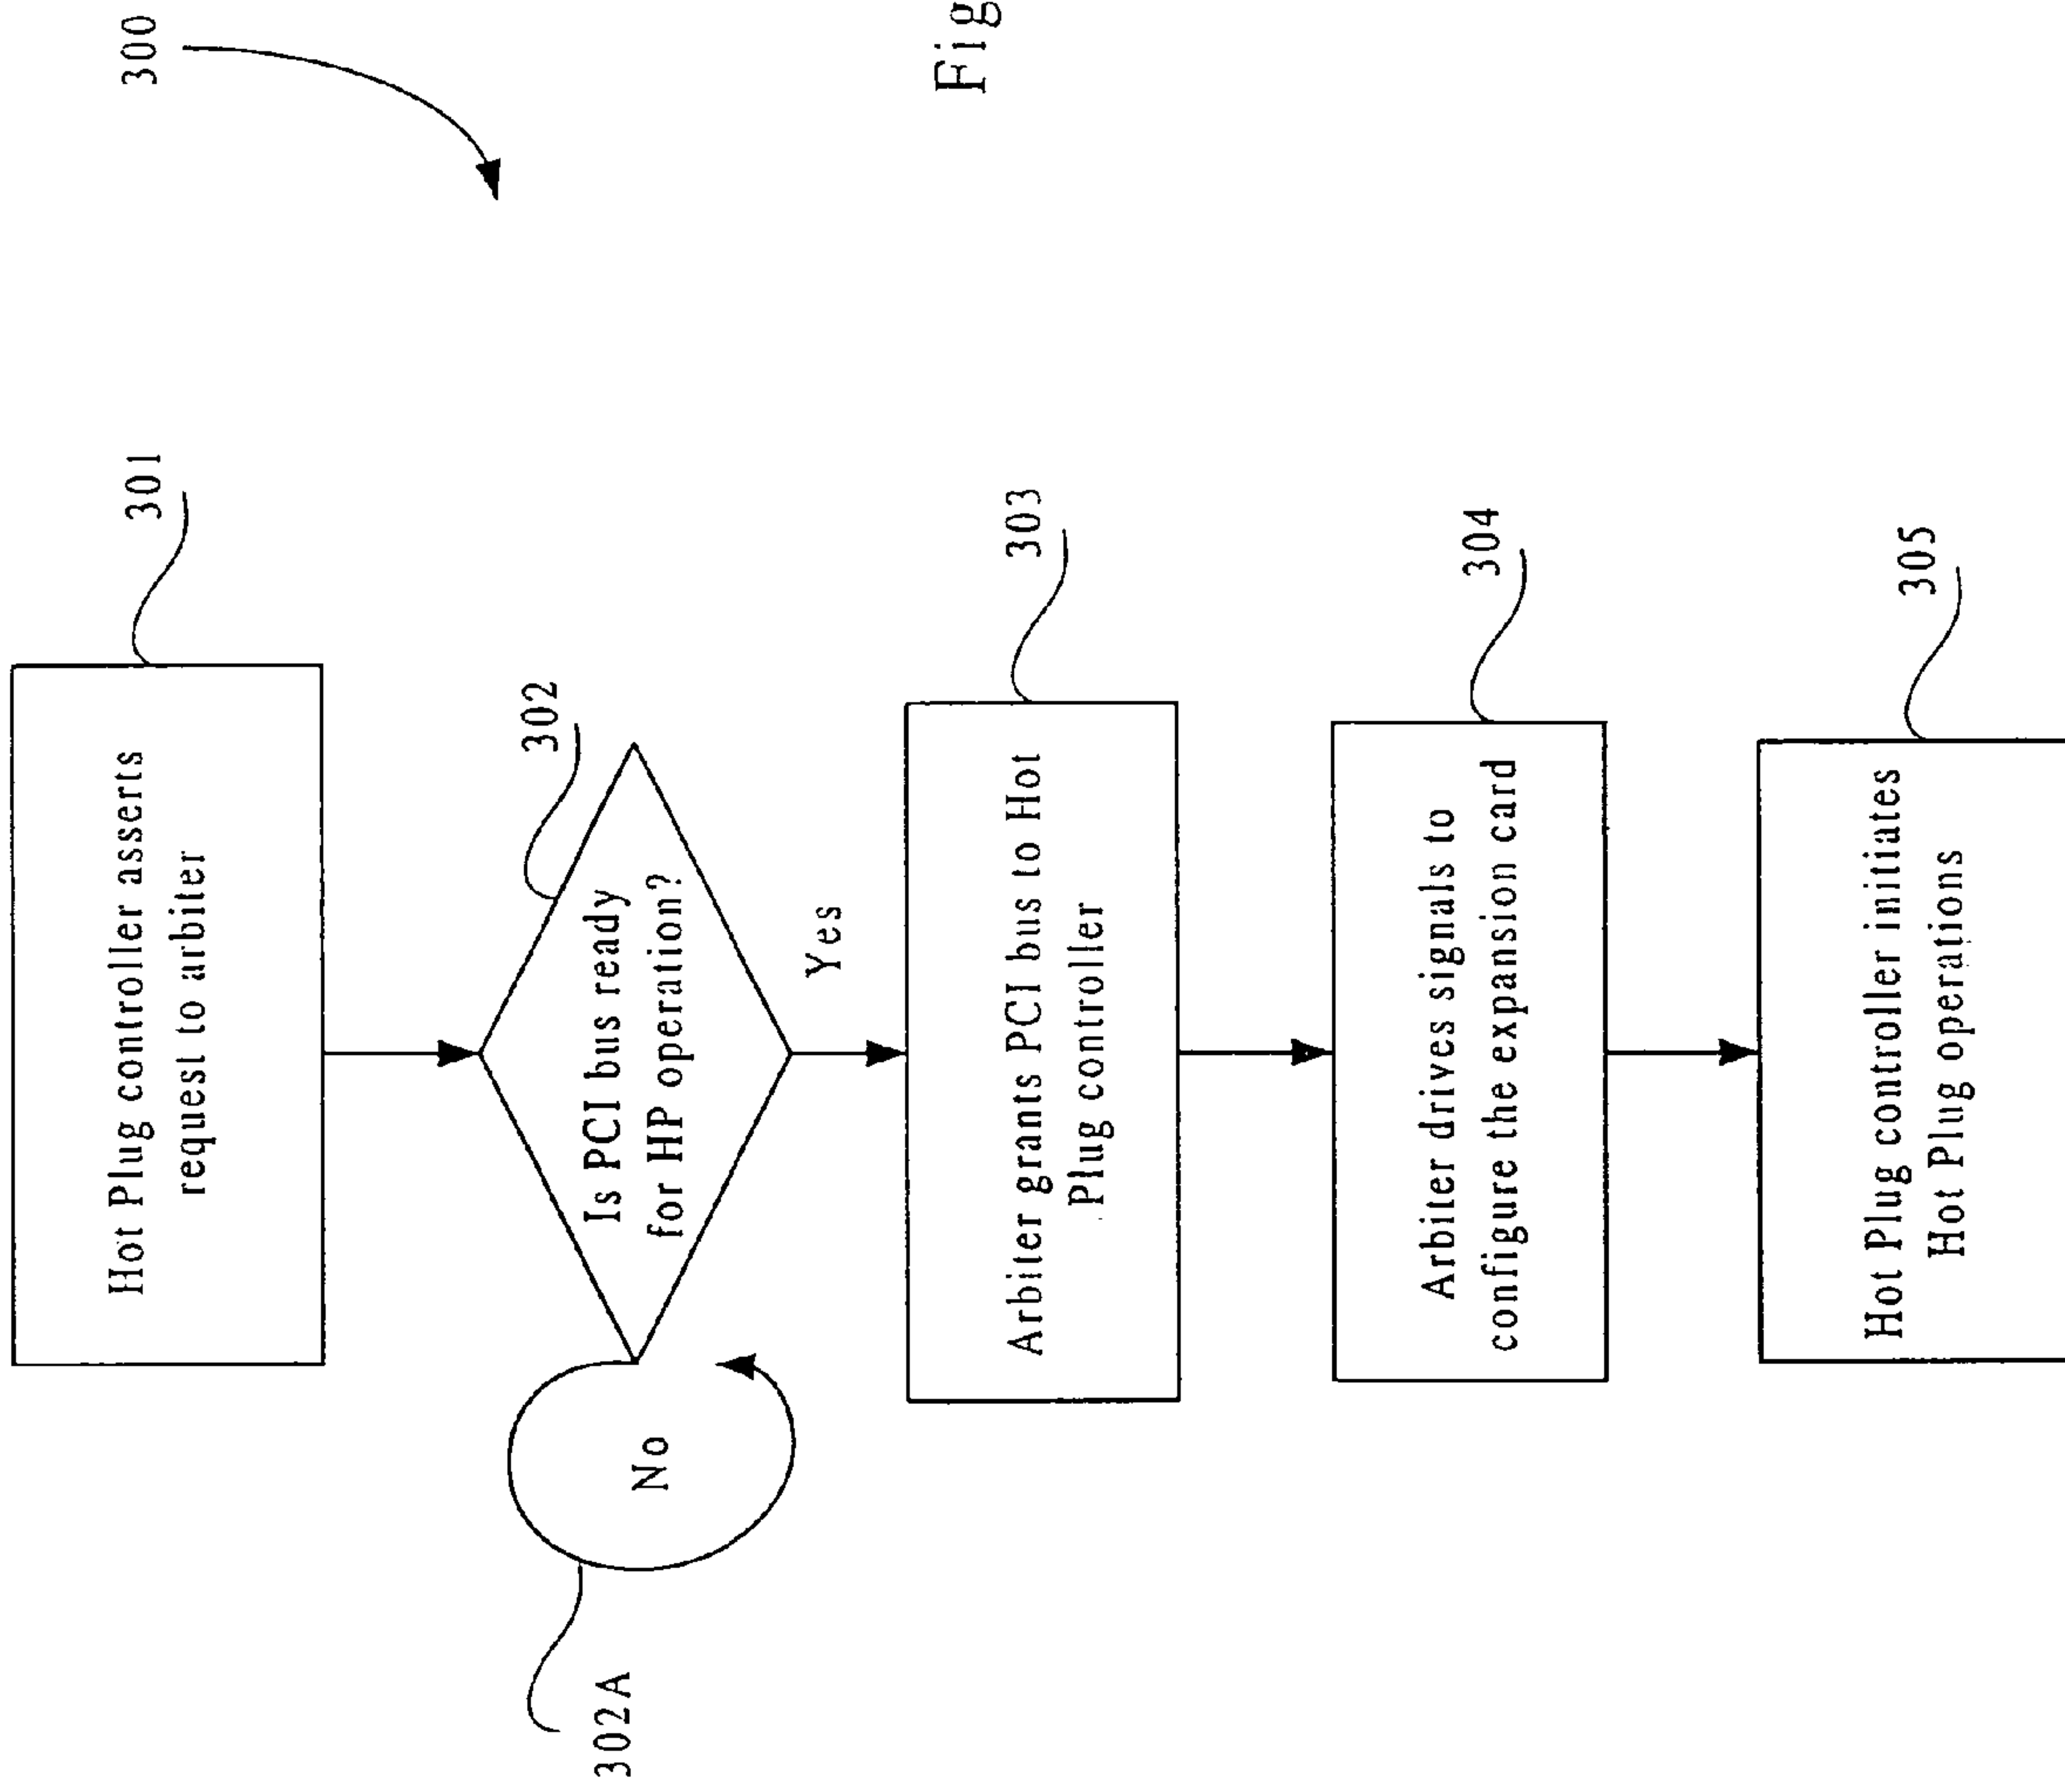 300
301
Hot Plug controller asserts
request to arbiter
302
Is PCI bus ready
for HP operation?
No
302A
Yes
303
Arbiter grants PCI bus to Hot
Plug controller
304
Arbiter drives signals to
configure the expansion card
305
Hot Plug controller initiates
Hot Plug operations
Fig